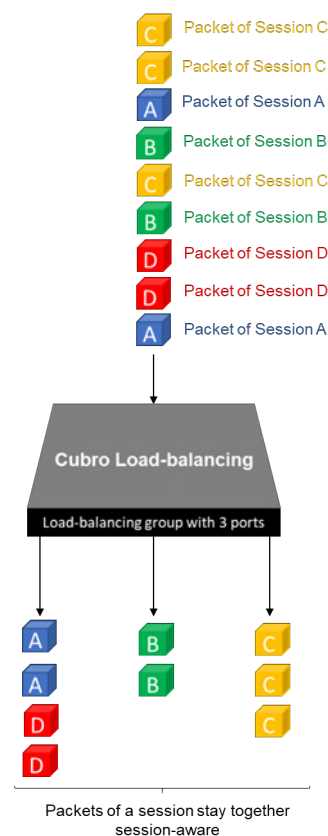 C Packet of Session C
C Packet of Session C
A Packet of Session A
B Packet of Session B
C Packet of Session C
B Packet of Session B
D Packet of Session D
D Packet of Session D
A Packet of Session A
Cubro Load-balancing
Load-balancing group with 3 ports
A B C
A B C
D C
D
Packets of a session stay together
session-aware